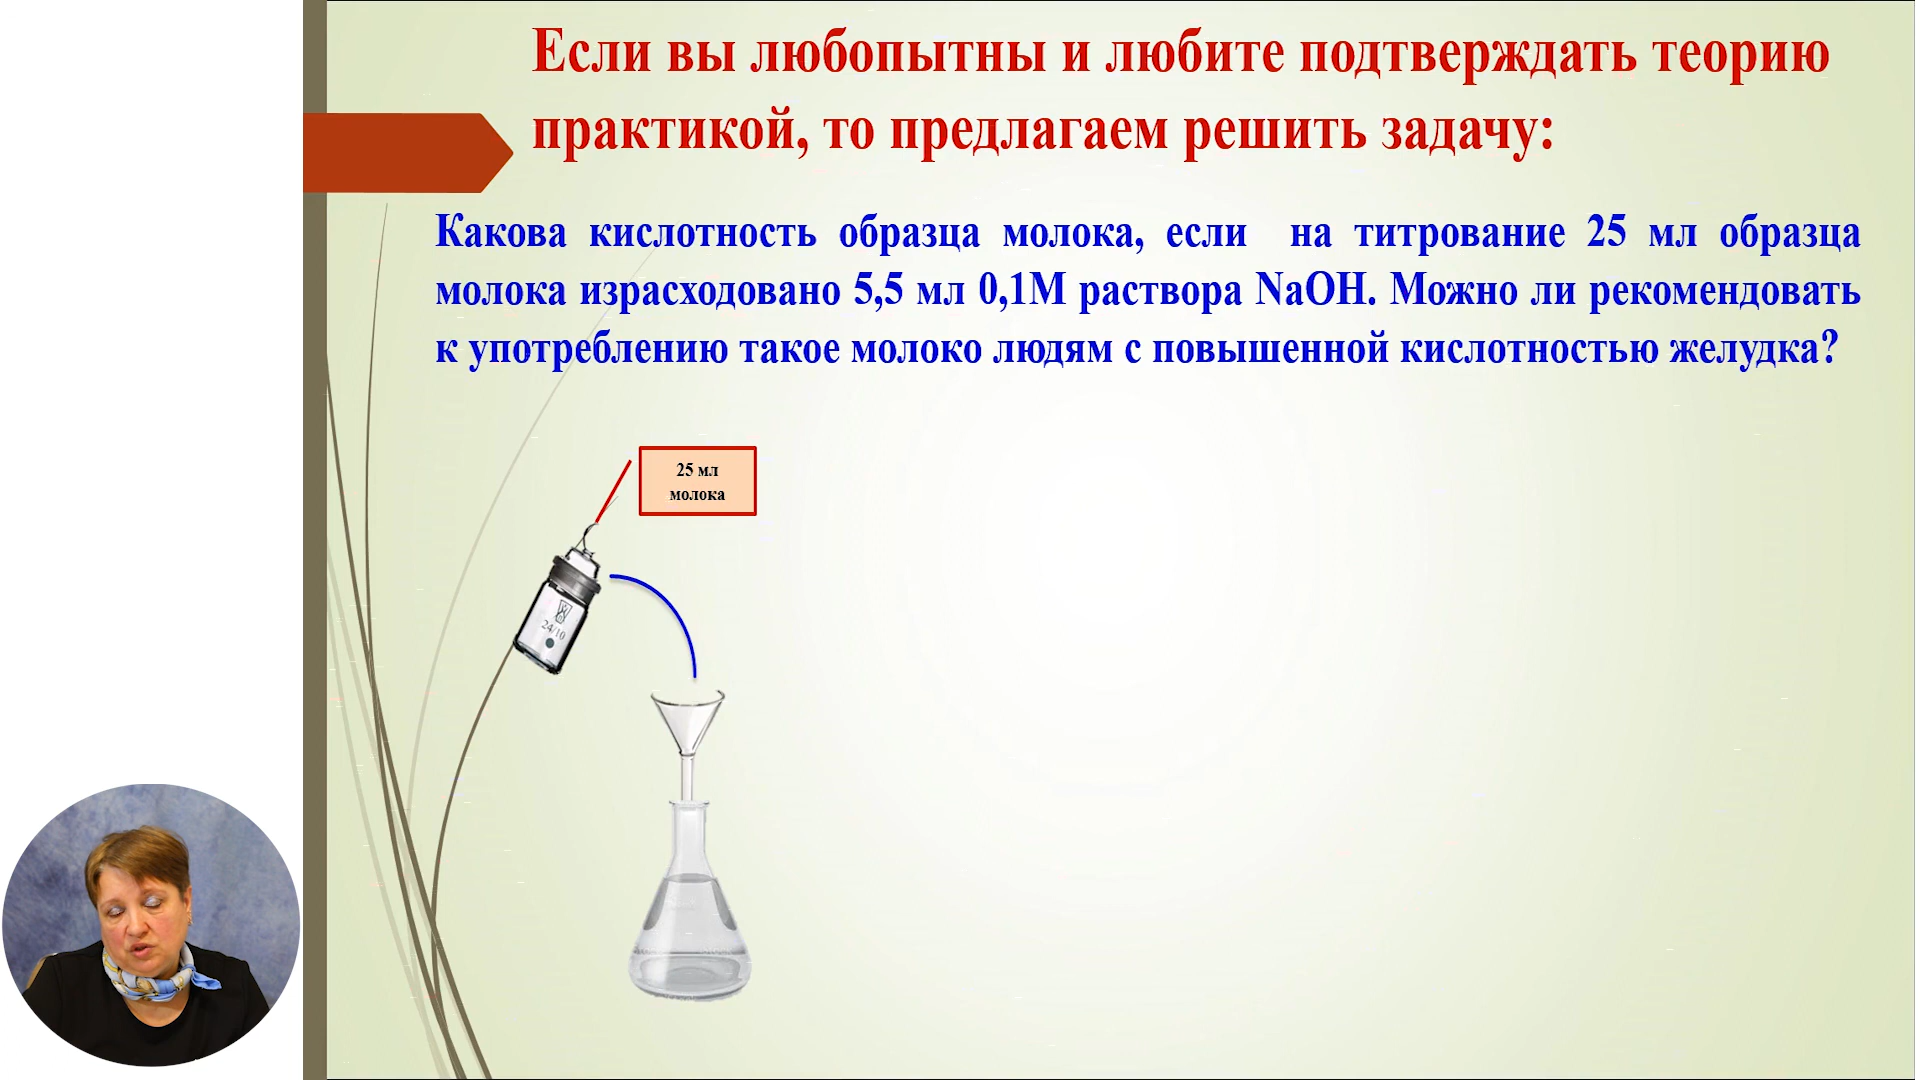 Если вы любопытны и любите подтверждать теорию
практикой, то предлагаем решить задачу:
Какова кислотность образца молока, если на титрование 25 мл образца
молока израсходовано 5,5 мл 0,1М раствора NaOH. Можно ли рекомендовать
к употреблению такое молоко людям с повышенной кислотностью желудка?
25 мл
молока
24/10